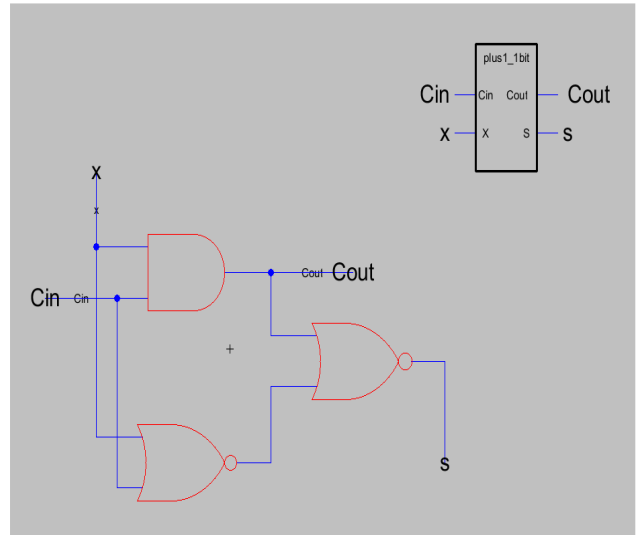 plus1_1bit
Cin Cin Cout Cout
x X S s
x
x
Cin Cin Cout Cout
s